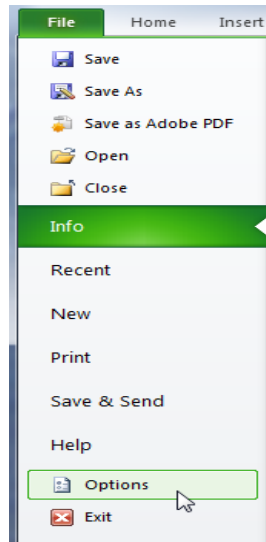 File Home Insert
Save
Save As
Save as Adobe PDF
Open
Close
Info
Recent
New
Print
Save & Send
Help
Options
Exit